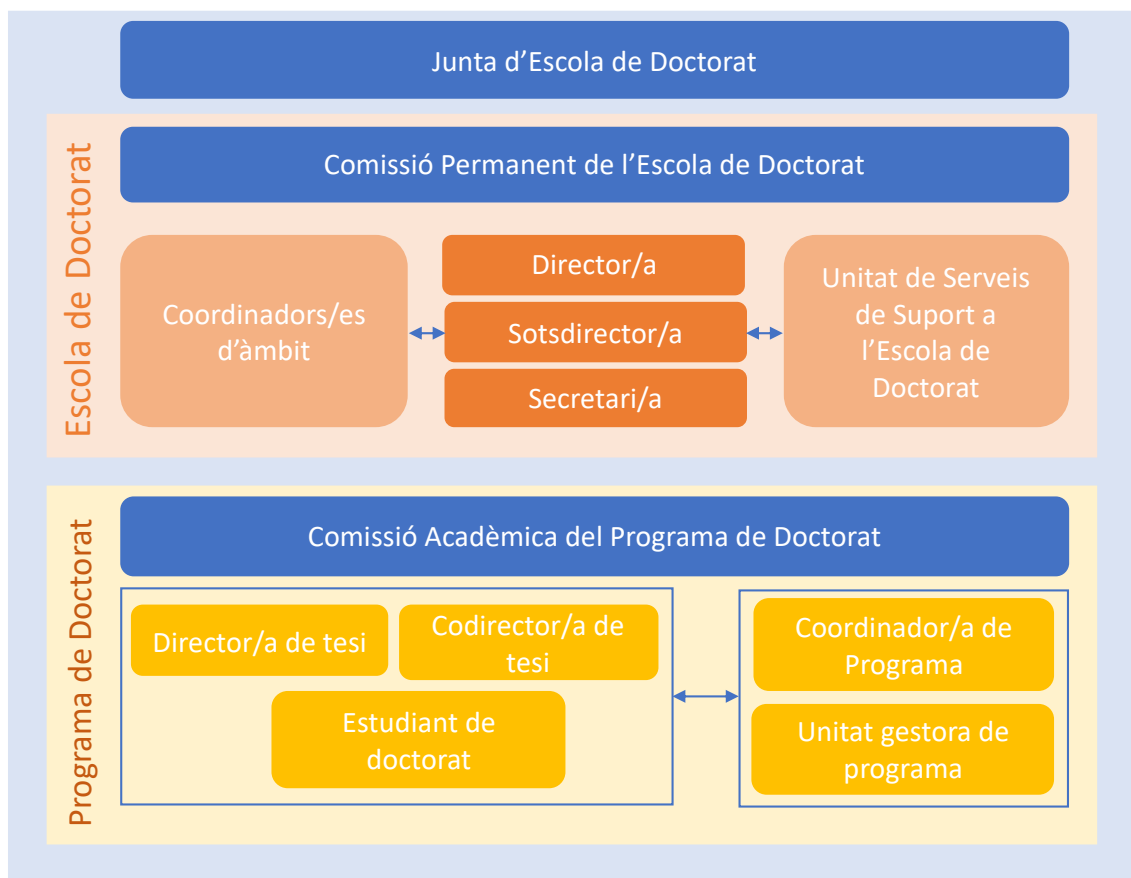 Junta d’Escola de Doctorat
Escola de Doctorat
Comissió Permanent de l’Escola de Doctorat
Coordinadors/es
d’àmbit
Director/a
Sotsdirector/a
Secretari/a
Unitat de Serveis
de Suport a
l’Escola de
Doctorat
Programa de Doctorat
Comissió Acadèmica del Programa de Doctorat
Director/a de tesi
Codirector/a de
tesi
Estudiant de
doctorat
Coordinador/a de
Programa
Unitat gestora de
programa